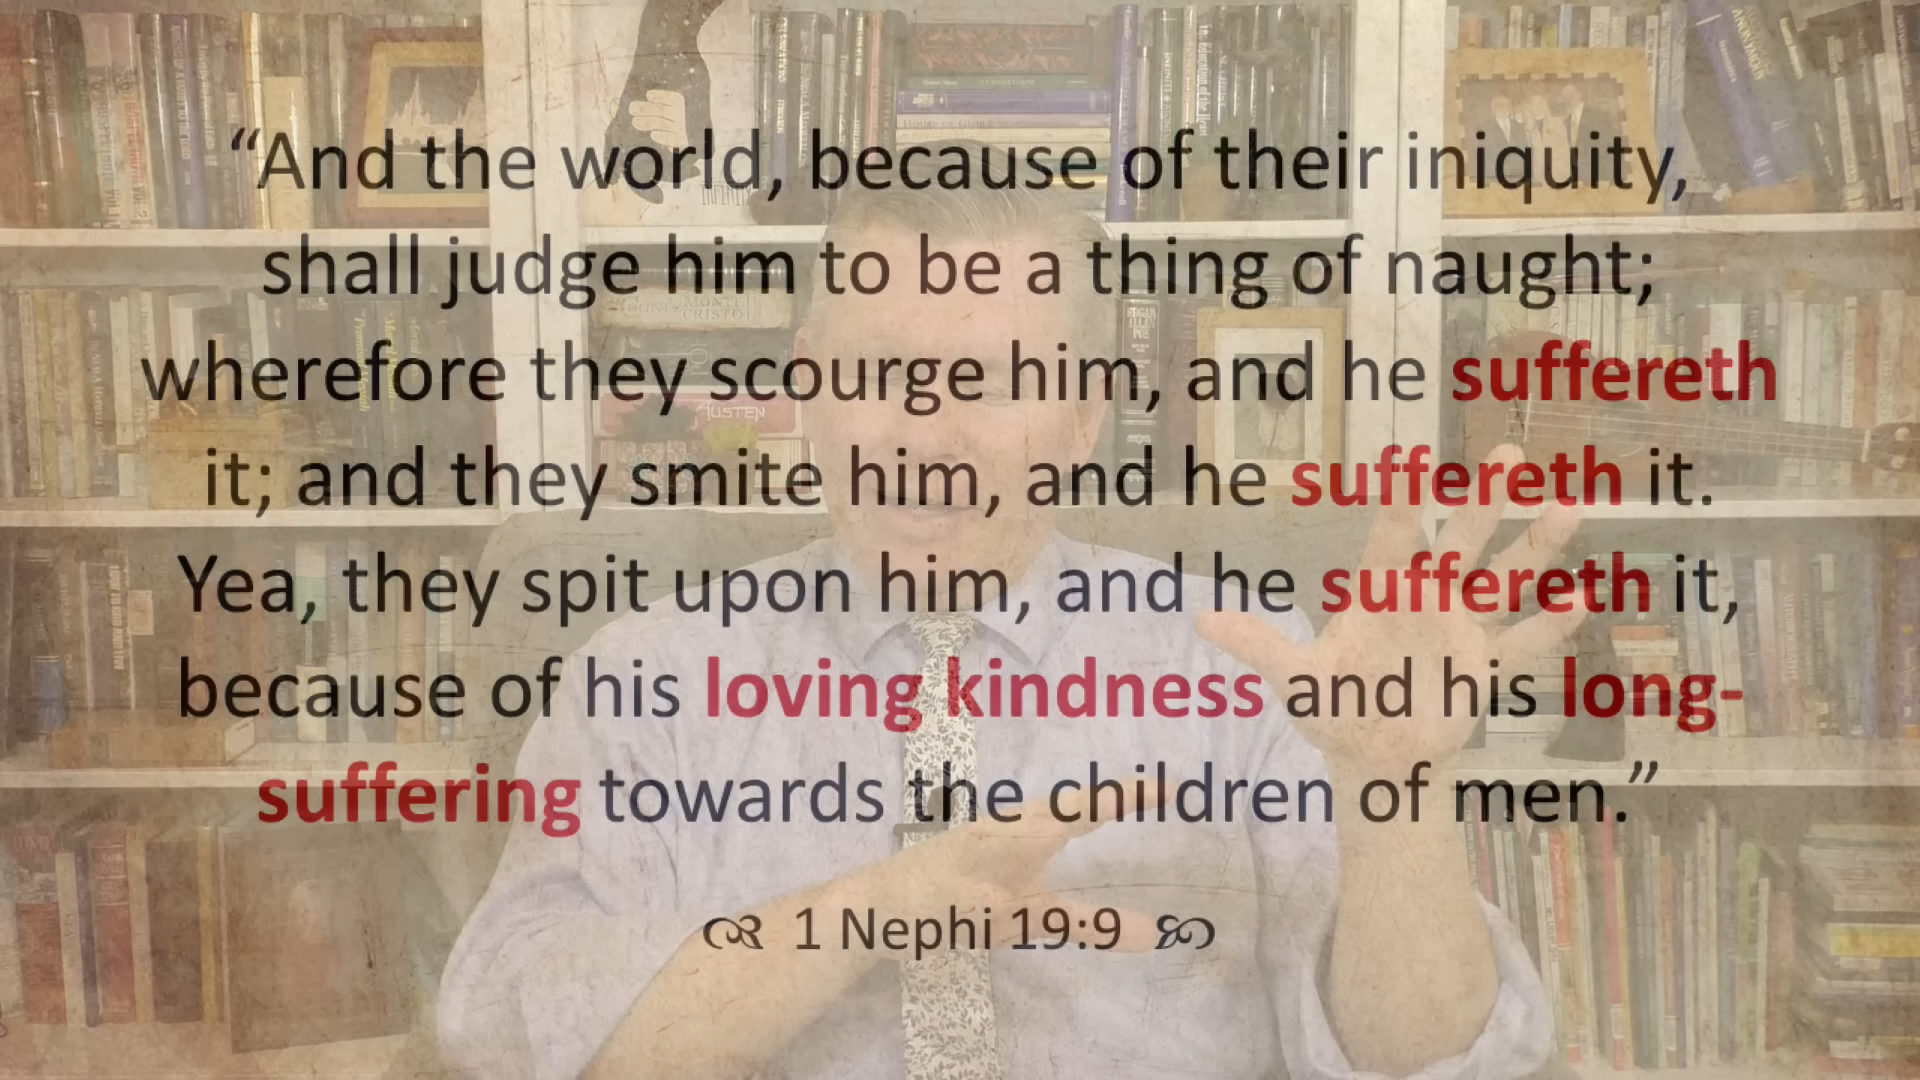 “And the world, because of their iniquity,
shall judge him to be a thing of naught;
wherefore they scourge him, and he suffereth
it; and they smite him, and he suffereth it.
Yea, they spit upon him, and he suffereth it,
because of his loving kindness and his long-
suffering towards the children of men.”
1 Nephi 19:9
MONTE
CRISTO
AUSTEN